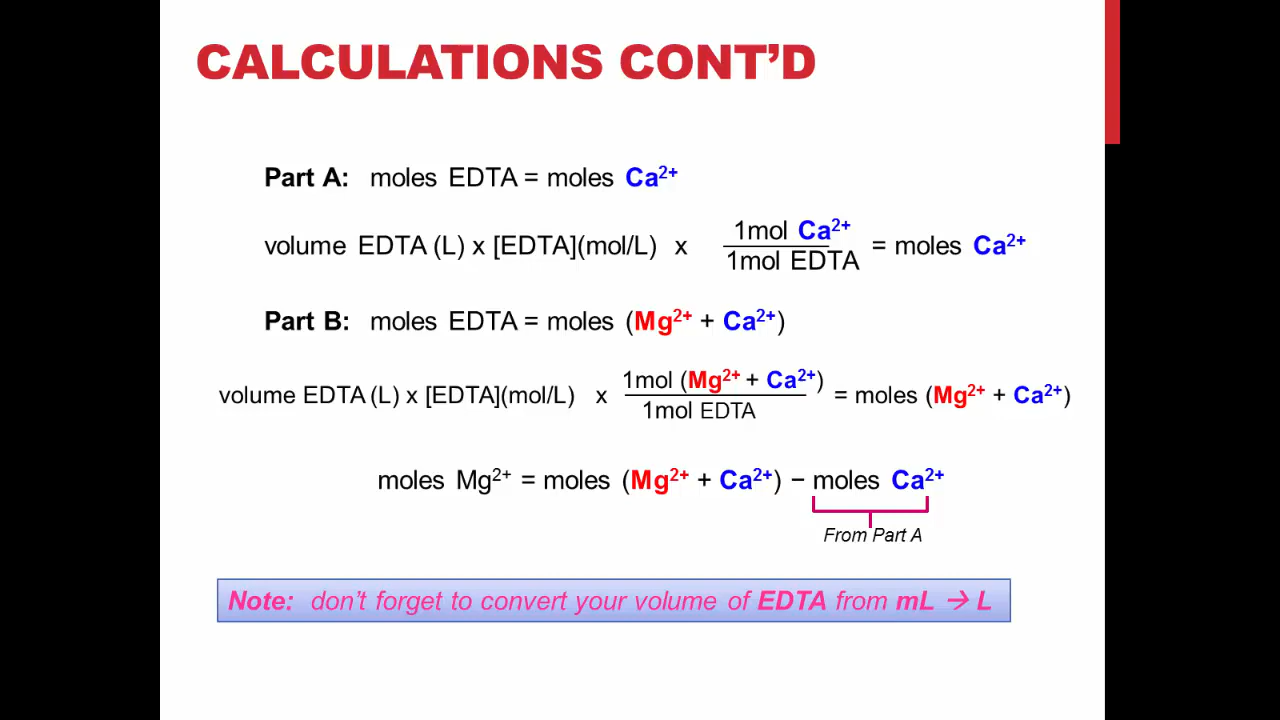 CALCULATIONS CONT’D
Part A: moles EDTA = moles Ca²⁺
volume EDTA (L) x [EDTA](mol/L) x 1mol Ca²⁺ / 1mol EDTA = moles Ca²⁺
Part B: moles EDTA = moles (Mg²⁺ + Ca²⁺)
volume EDTA (L) x [EDTA](mol/L) x 1mol (Mg²⁺ + Ca²⁺) / 1mol EDTA = moles (Mg²⁺ + Ca²⁺)
moles Mg²⁺ = moles (Mg²⁺ + Ca²⁺) − moles Ca²⁺
From Part A
Note: don’t forget to convert your volume of EDTA from mL → L